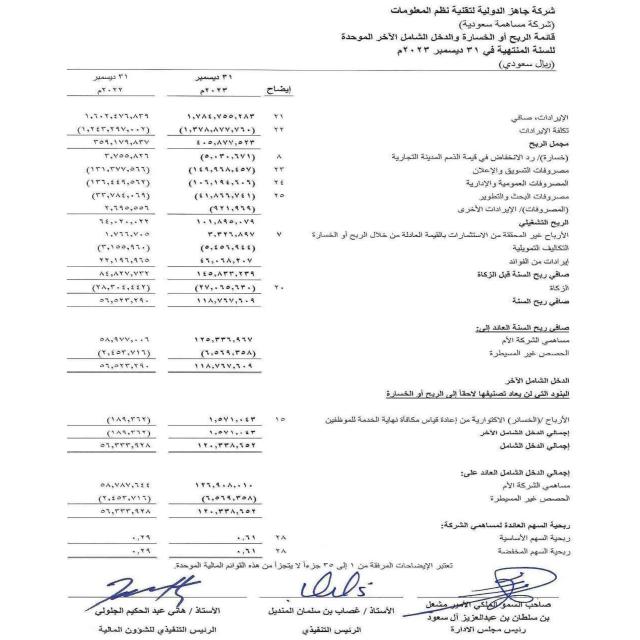 شركة جاهز الدولية لتقنية نظم المعلومات
(شركة مساهمة سعودية)
قائمة الربح أو الخسارة والدخل الشامل الآخر الموحدة
للسنة المنتهية في ٣١ ديسمبر ٢٠٢٣م
(ريال سعودي)
إيضاح ٣١ ديسمبر ٢٠٢٣م ٣١ ديسمبر ٢٠٢٢م
الإيرادات، صافي ٢١ ١,٧٨٤,٧٥٥,٢٨٣ ١,٦٠٢,٤٧٦,٨٣٩
تكلفة الإيرادات ٢٢ (١,٣٧٨,٨٧٧,٧٦٠) (١,٢٤٣,٢٩٧,٠٠٢)
مجمل الربح ٤٠٥,٨٧٧,٥٢٣ ٣٥٩,١٧٩,٨٣٧
(خسارة)/ رد الانخفاض في قيمة الذمم المدينة التجارية ٨ (٥,٠٣٠,٦٧١) ٣,٧٥٥,٨٢٦
مصروفات التسويق والإعلان ٢٣ (١٤٩,٩٦٨,٤٥٧) (١٣١,٣٧٧,٥٦٦)
المصروفات العمومية والإدارية ٢٤ (١٠٦,١٩٤,٦٠٦) (١٣٦,٤٤٩,٥٦٢)
مصروفات البحث والتطوير ٢٥ (٤١,٨٦٦,٧٤١) (٣٣,٧٨٤,٠٦٩)
(المصروفات)/ الإيرادات الأخرى (٩٢١,٩٦٩) ٢,٦٩٥,٥٥٦
الربح التشغيلي ١٠١,٨٩٥,٠٧٩ ٦٤,٠٢٠,٠٢٢
الأرباح غير المحققة من الاستثمارات بالقيمة العادلة من خلال الربح أو الخسارة ٧ ٣,٣٢٦,٨٩٧ ١,٧٦٦,٧٠٥
التكاليف التمويلية (٥,٤٥٦,٩٤٤) (٣,١٥٥,٩٦٠)
إيرادات من الفوائد ٤٦,٠٦٨,٢٠٧ ٢٢,١٩٦,٩٦٥
صافي ربح السنة قبل الزكاة ١٤٥,٨٣٣,٢٣٩ ٨٤,٨٢٧,٧٣٢
الزكاة ٢٠ (٢٧,٠٦٥,٦٣٠) (٢٨,٣٠٤,٤٤٢)
صافي ربح السنة ١١٨,٧٦٧,٦٠٩ ٥٦,٥٢٣,٢٩٠
صافي ربح السنة العائد إلى:
مساهمي الشركة الأم ١٢٥,٣٣٦,٩٦٧ ٥٨,٩٧٧,٠٠٦
الحصص غير المسيطرة (٦,٥٦٩,٣٥٨) (٢,٤٥٣,٧١٦)
١١٨,٧٦٧,٦٠٩ ٥٦,٥٢٣,٢٩٠
الدخل الشامل الآخر
البنود التي لن يعاد تصنيفها لاحقاً إلى الربح أو الخسارة
الأرباح /(الخسائر) الاكتوارية من إعادة قياس مكافأة نهاية الخدمة للموظفين ١٥ ١,٥٧١,٠٤٣ (١٨٩,٣٦٢)
إجمالي الدخل الشامل الآخر ١,٥٧١,٠٤٣ (١٨٩,٣٦٢)
إجمالي الدخل الشامل ١٢٠,٣٣٨,٦٥٢ ٥٦,٣٣٣,٩٢٨
إجمالي الدخل الشامل العائد على:
مساهمي الشركة الأم ١٢٦,٩٠٨,٠١٠ ٥٨,٧٨٧,٦٤٤
الحصص غير المسيطرة (٦,٥٦٩,٣٥٨) (٢,٤٥٣,٧١٦)
١٢٠,٣٣٨,٦٥٢ ٥٦,٣٣٣,٩٢٨
ربحية السهم العائدة لمساهمي الشركة:
ربحية السهم الأساسية ٢٨ ٠,٦١ ٠,٢٩
ربحية السهم المخفضة ٢٨ ٠,٦١ ٠,٢٩
تعتبر الإيضاحات المرفقة من ١ إلى ٣٥ جزءاً لا يتجزأ من هذه القوائم المالية الموحدة.
صاحب السمو الملكي الأمير مشعل بن سلطان بن عبدالعزيز آل سعود
رئيس مجلس الادارة
الأستاذ / غصاب بن سلمان المنديل
الرئيس التنفيذي
الأستاذ / هاني عبد الحكيم الجلولي
الرئيس التنفيذي للشؤون المالية